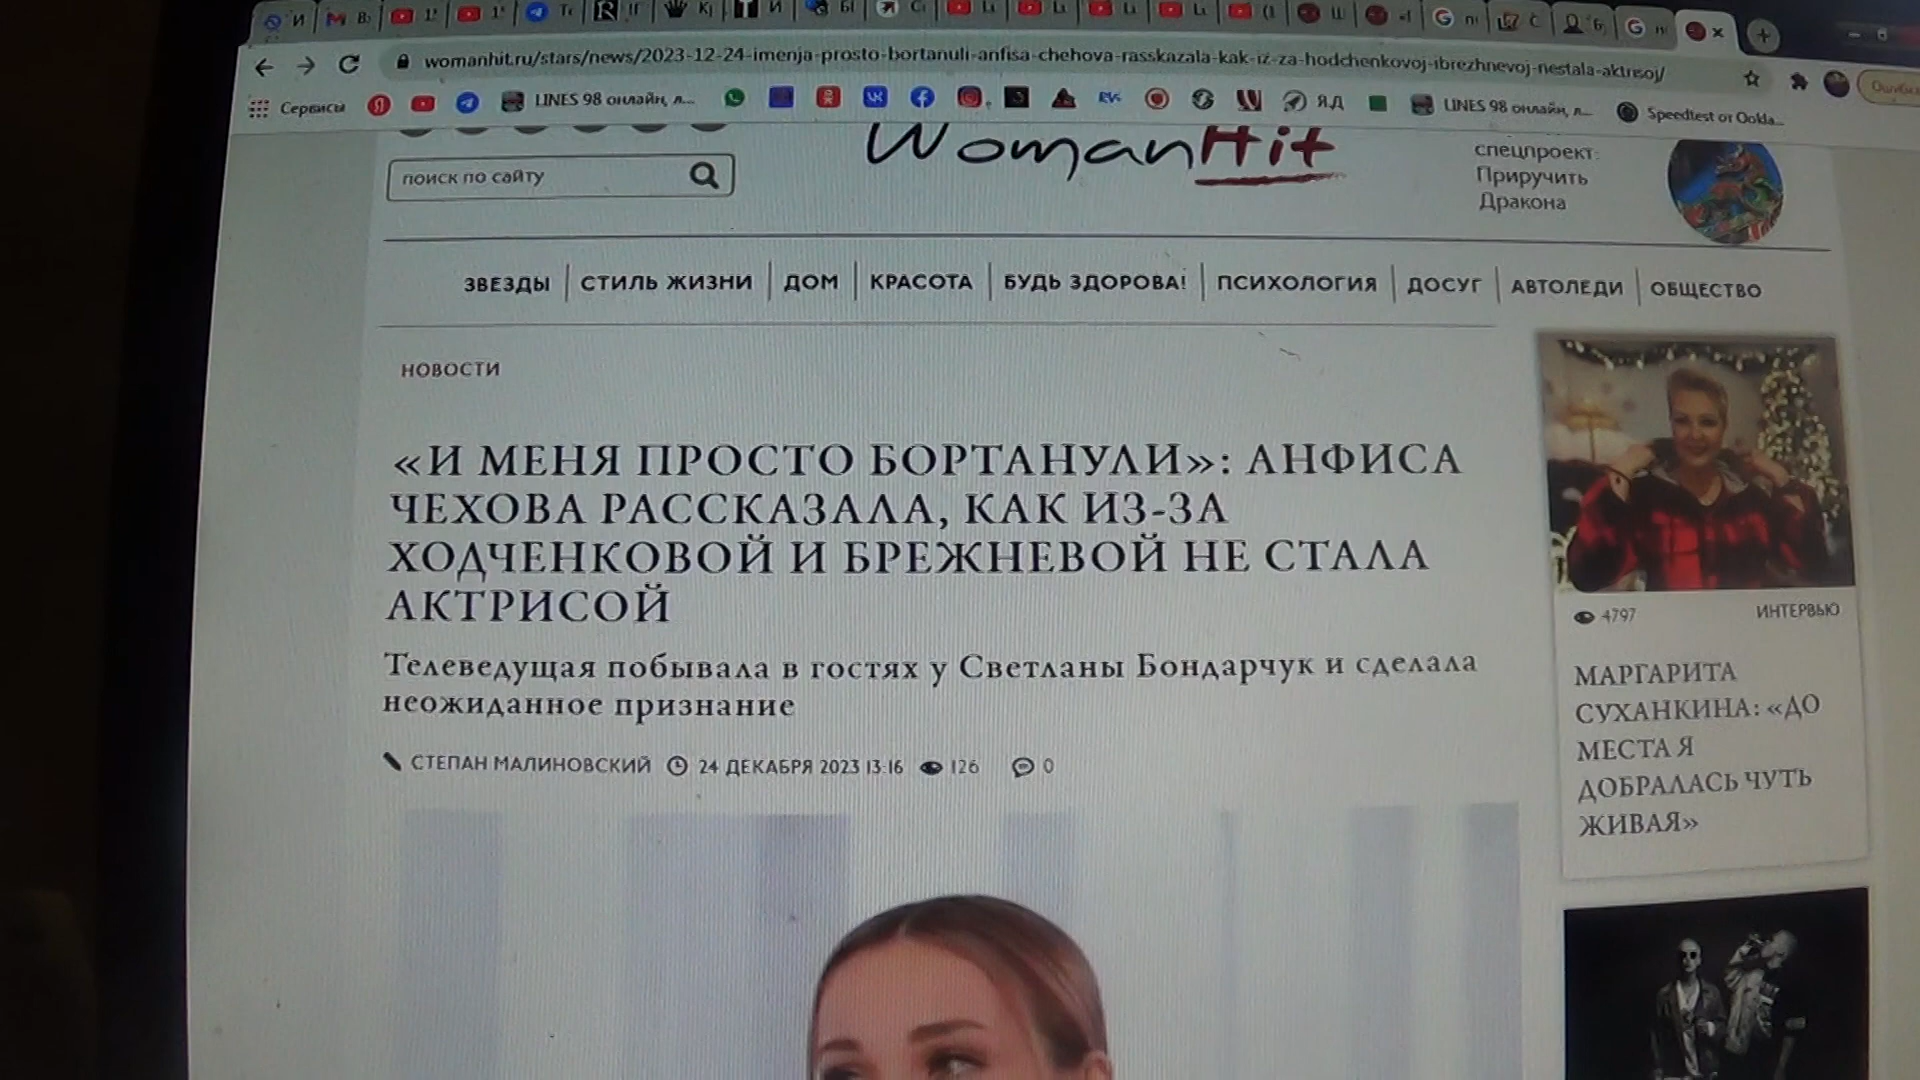 womanhit.ru/stars/news/2023-12-24-imenja-prosto-bortanuli-anfisa-chehova-rasskazala-kak-iz-za-hodchenkovoj-ibrezhnevoj-nestala-aktrisoj/
Сервисы LINES 98 онлайн, л... ЯД LINES 98 онлайн, л... Speedtest от Ookla...
поиск по сайту
WomanHit
спецпроект:
Приручить
Дракона
ЗВЕЗДЫ СТИЛЬ ЖИЗНИ ДОМ КРАСОТА БУДЬ ЗДОРОВА! ПСИХОЛОГИЯ ДОСУГ АВТОЛЕДИ ОБЩЕСТВО
НОВОСТИ
«И МЕНЯ ПРОСТО БОРТАНУЛИ»: АНФИСА
ЧЕХОВА РАССКАЗАЛА, КАК ИЗ-ЗА
ХОДЧЕНКОВОЙ И БРЕЖНЕВОЙ НЕ СТАЛА
АКТРИСОЙ
Телеведущая побывала в гостях у Светланы Бондарчук и сделала
неожиданное признание
СТЕПАН МАЛИНОВСКИЙ 24 ДЕКАБРЯ 2023 13:16 126 0
4797 ИНТЕРВЬЮ
МАРГАРИТА
СУХАНКИНА: «ДО
МЕСТА Я
ДОБРАЛАСЬ ЧУТЬ
ЖИВАЯ»